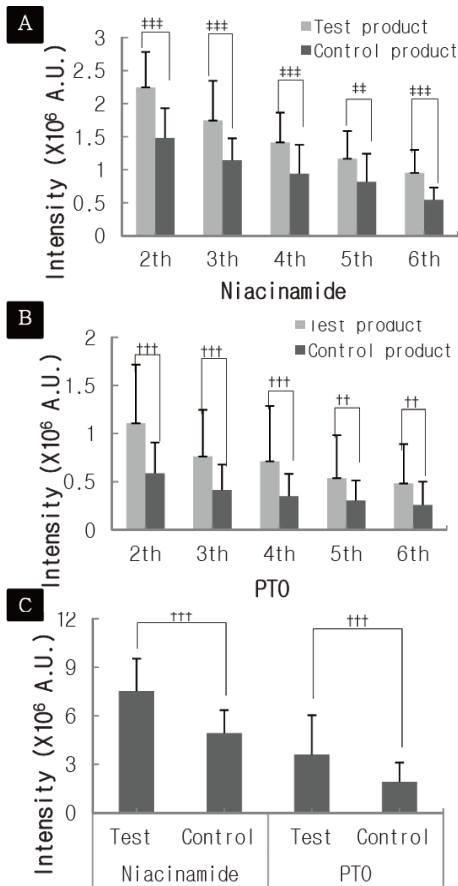 A
Intensity (X10⁶ A.U.)
3
2.5
2
1.5
1
0.5
0
Test product
Control product
‡‡‡
‡‡‡
‡‡‡
‡‡
‡‡‡
2th 3th 4th 5th 6th
Niacinamide
B
Intensity (X10⁶ A.U.)
2
1.5
1
0.5
0
Test product
Control product
†††
†††
†††
††
††
2th 3th 4th 5th 6th
PTO
C
Intensity (X10⁶ A.U.)
12
9
6
3
0
†††
†††
Test Control Test Control
Niacinamide PTO